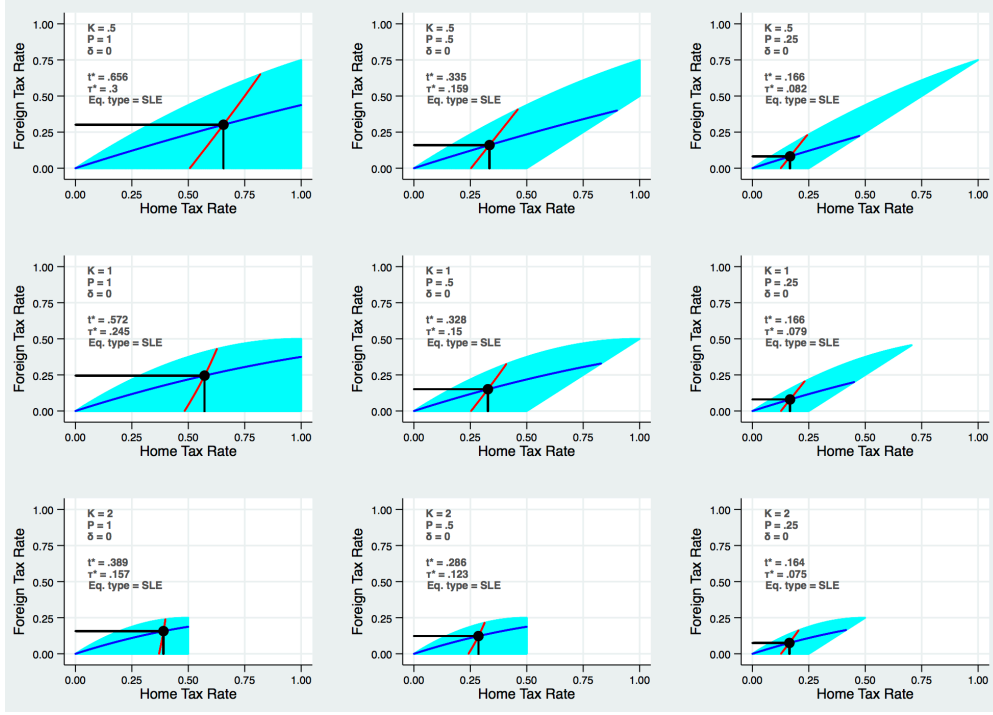 K = .5
P = 1
δ = 0
t* = .656
τ* = .3
Eq. type = SLE
Foreign Tax Rate
1.00
0.75
0.50
0.25
0.00
0.00 0.25 0.50 0.75 1.00
Home Tax Rate
K = .5
P = .5
δ = 0
t* = .335
τ* = .159
Eq. type = SLE
Foreign Tax Rate
1.00
0.75
0.50
0.25
0.00
0.00 0.25 0.50 0.75 1.00
Home Tax Rate
K = .5
P = .25
δ = 0
t* = .166
τ* = .082
Eq. type = SLE
Foreign Tax Rate
1.00
0.75
0.50
0.25
0.00
0.00 0.25 0.50 0.75 1.00
Home Tax Rate
K = 1
P = 1
δ = 0
t* = .572
τ* = .245
Eq. type = SLE
Foreign Tax Rate
1.00
0.75
0.50
0.25
0.00
0.00 0.25 0.50 0.75 1.00
Home Tax Rate
K = 1
P = .5
δ = 0
t* = .328
τ* = .15
Eq. type = SLE
Foreign Tax Rate
1.00
0.75
0.50
0.25
0.00
0.00 0.25 0.50 0.75 1.00
Home Tax Rate
K = 1
P = .25
δ = 0
t* = .166
τ* = .079
Eq. type = SLE
Foreign Tax Rate
1.00
0.75
0.50
0.25
0.00
0.00 0.25 0.50 0.75 1.00
Home Tax Rate
K = 2
P = 1
δ = 0
t* = .389
τ* = .157
Eq. type = SLE
Foreign Tax Rate
1.00
0.75
0.50
0.25
0.00
0.00 0.25 0.50 0.75 1.00
Home Tax Rate
K = 2
P = .5
δ = 0
t* = .286
τ* = .123
Eq. type = SLE
Foreign Tax Rate
1.00
0.75
0.50
0.25
0.00
0.00 0.25 0.50 0.75 1.00
Home Tax Rate
K = 2
P = .25
δ = 0
t* = .164
τ* = .075
Eq. type = SLE
Foreign Tax Rate
1.00
0.75
0.50
0.25
0.00
0.00 0.25 0.50 0.75 1.00
Home Tax Rate